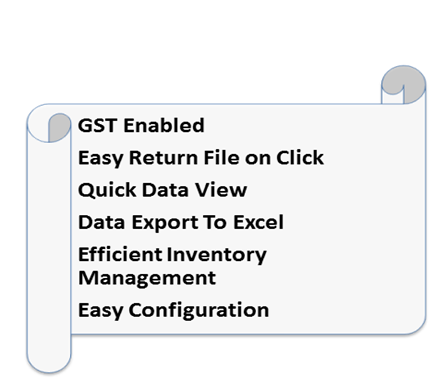 GST Enabled
Easy Return File on Click
Quick Data View
Data Export To Excel
Efficient Inventory
Management
Easy Configuration